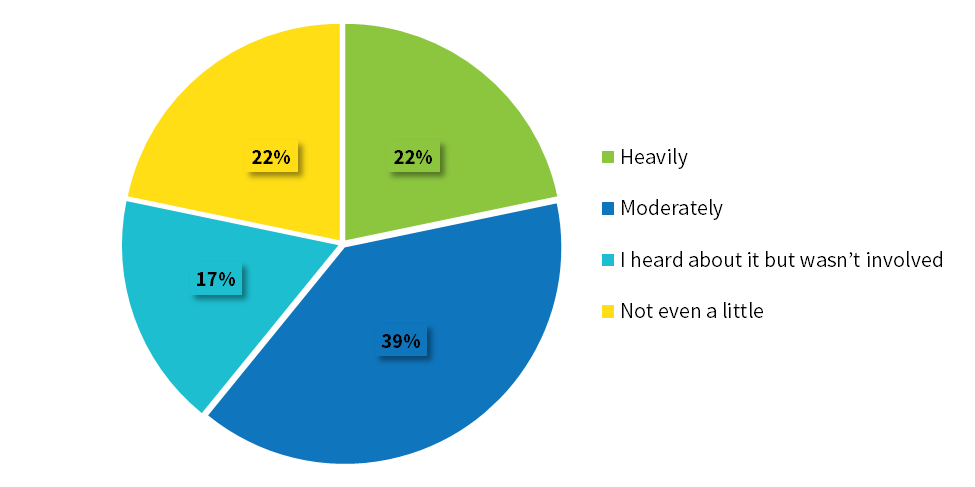 22%
22%
17%
39%
Heavily
Moderately
I heard about it but wasn’t involved
Not even a little